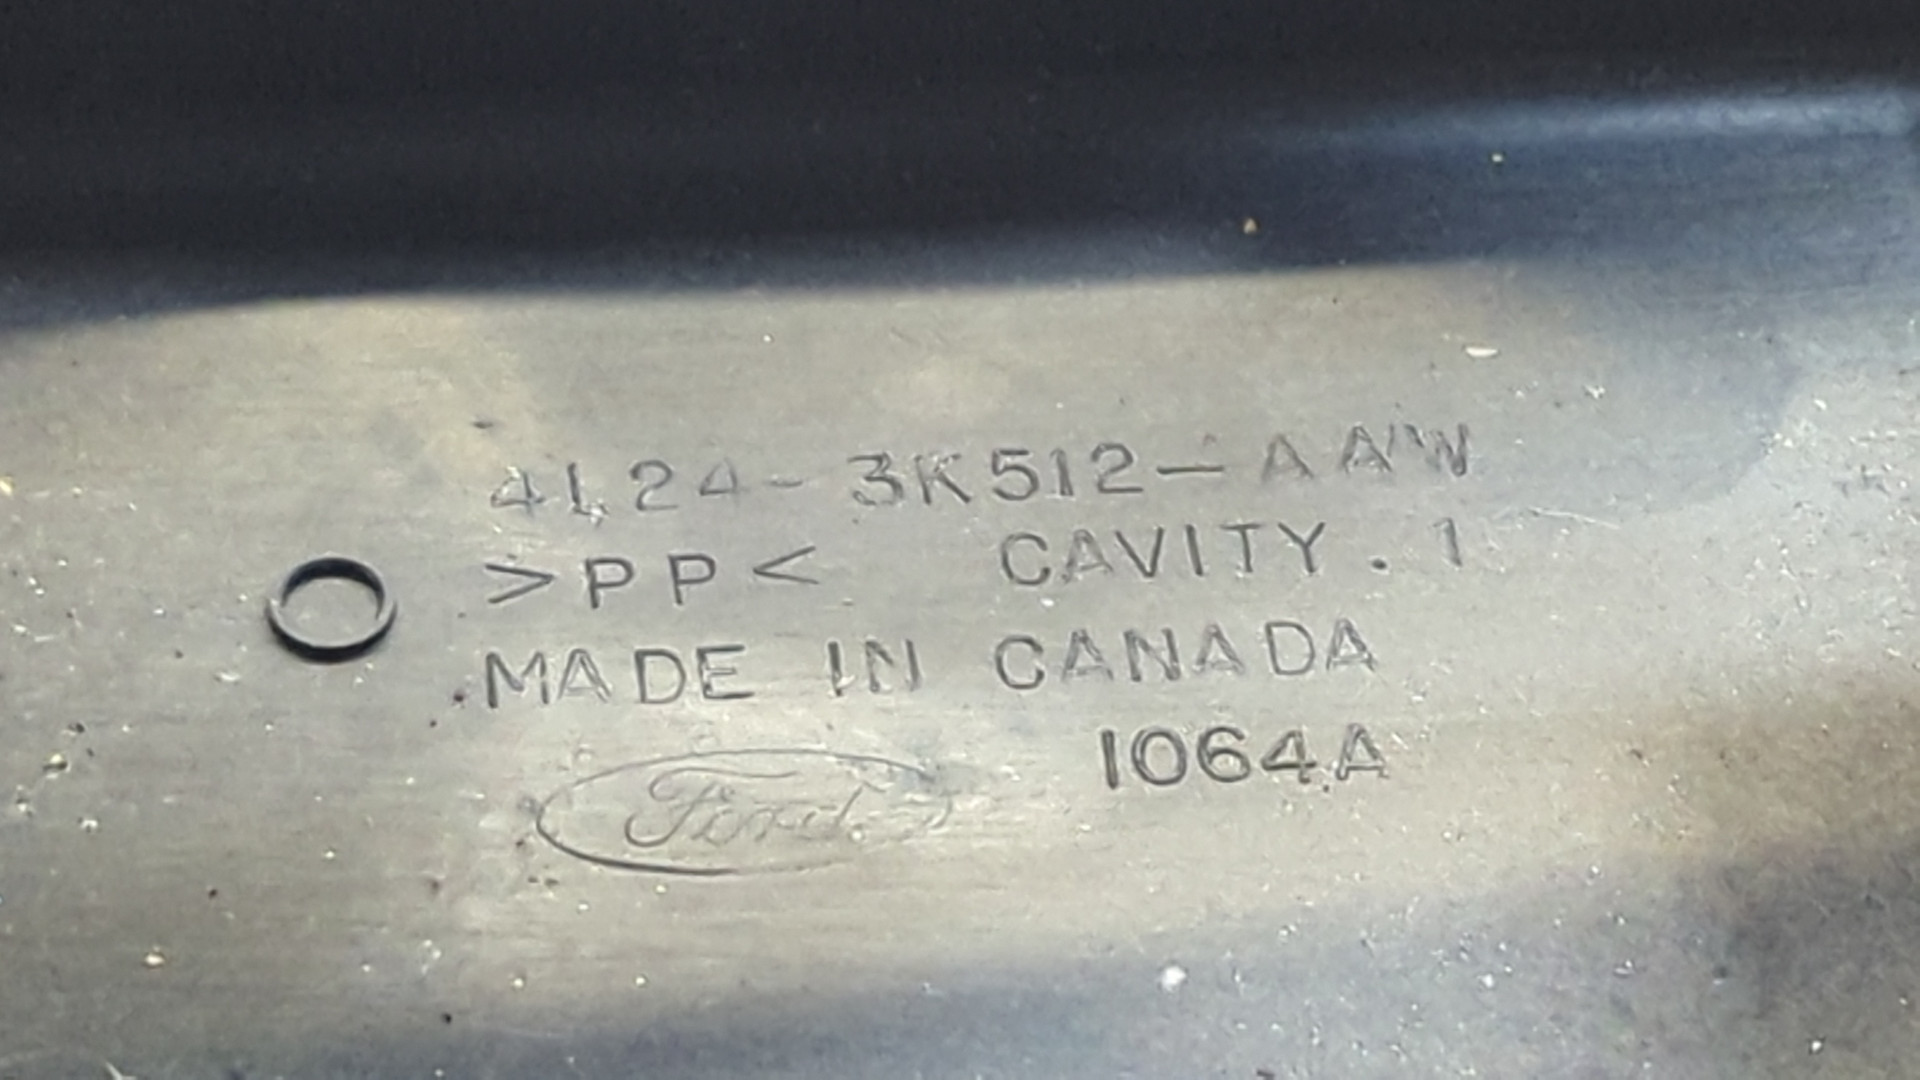 4L24-3K512-AAW
>PP< CAVITY. 1
MADE IN CANADA
1064A
Ford